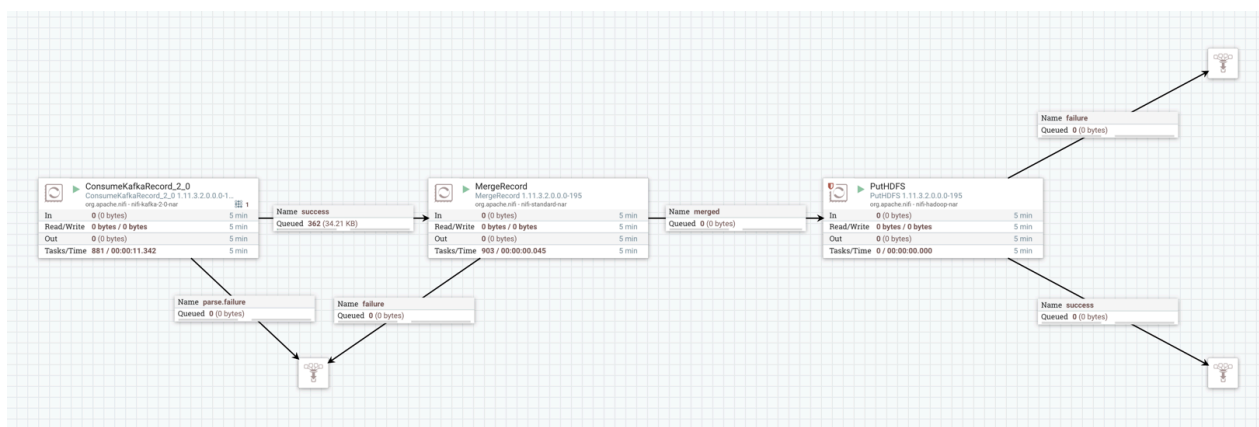 Name failure
Queued 0 (0 bytes)
ConsumeKafkaRecord_2_0
ConsumeKafkaRecord_2_0 1.11.3.2.0.0.0-1...
org.apache.nifi - nifi-kafka-2-0-nar
1
In 0 (0 bytes) 5 min
Read/Write 0 bytes / 0 bytes 5 min
Out 0 (0 bytes) 5 min
Tasks/Time 881 / 00:00:11.342 5 min
Name success
Queued 362 (34.21 KB)
MergeRecord
MergeRecord 1.11.3.2.0.0.0-195
org.apache.nifi - nifi-standard-nar
In 0 (0 bytes) 5 min
Read/Write 0 bytes / 0 bytes 5 min
Out 0 (0 bytes) 5 min
Tasks/Time 903 / 00:00:00.045 5 min
Name merged
Queued 0 (0 bytes)
PutHDFS
PutHDFS 1.11.3.2.0.0.0-195
org.apache.nifi - nifi-hadoop-nar
In 0 (0 bytes) 5 min
Read/Write 0 bytes / 0 bytes 5 min
Out 0 (0 bytes) 5 min
Tasks/Time 0 / 00:00:00.000 5 min
Name parse.failure
Queued 0 (0 bytes)
Name failure
Queued 0 (0 bytes)
Name success
Queued 0 (0 bytes)